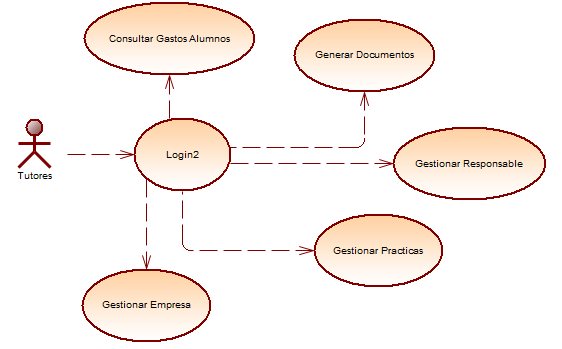 Consultar Gastos Alumnos
Generar Documentos
Login2
Gestionar Responsable
Tutores
Gestionar Practicas
Gestionar Empresa